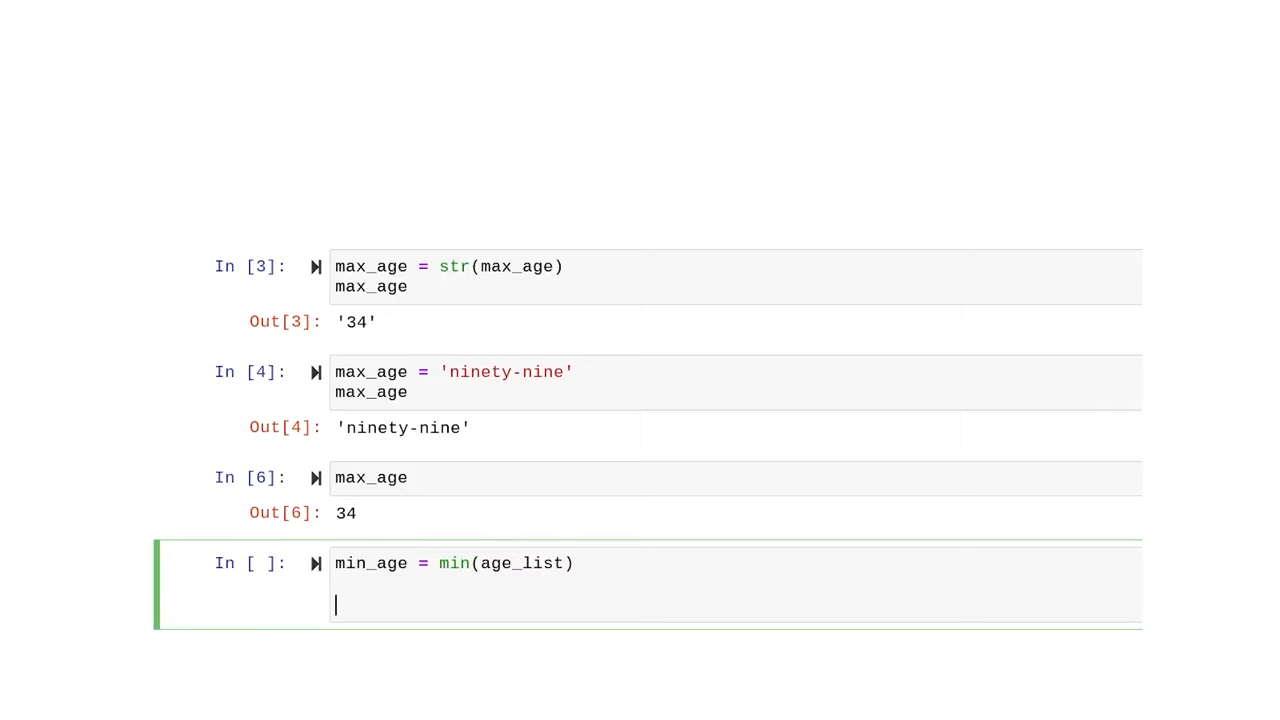 In [3]: max_age = str(max_age)
max_age
Out[3]: '34'
In [4]: max_age = 'ninety-nine'
max_age
Out[4]: 'ninety-nine'
In [6]: max_age
Out[6]: 34
In [ ]: min_age = min(age_list)